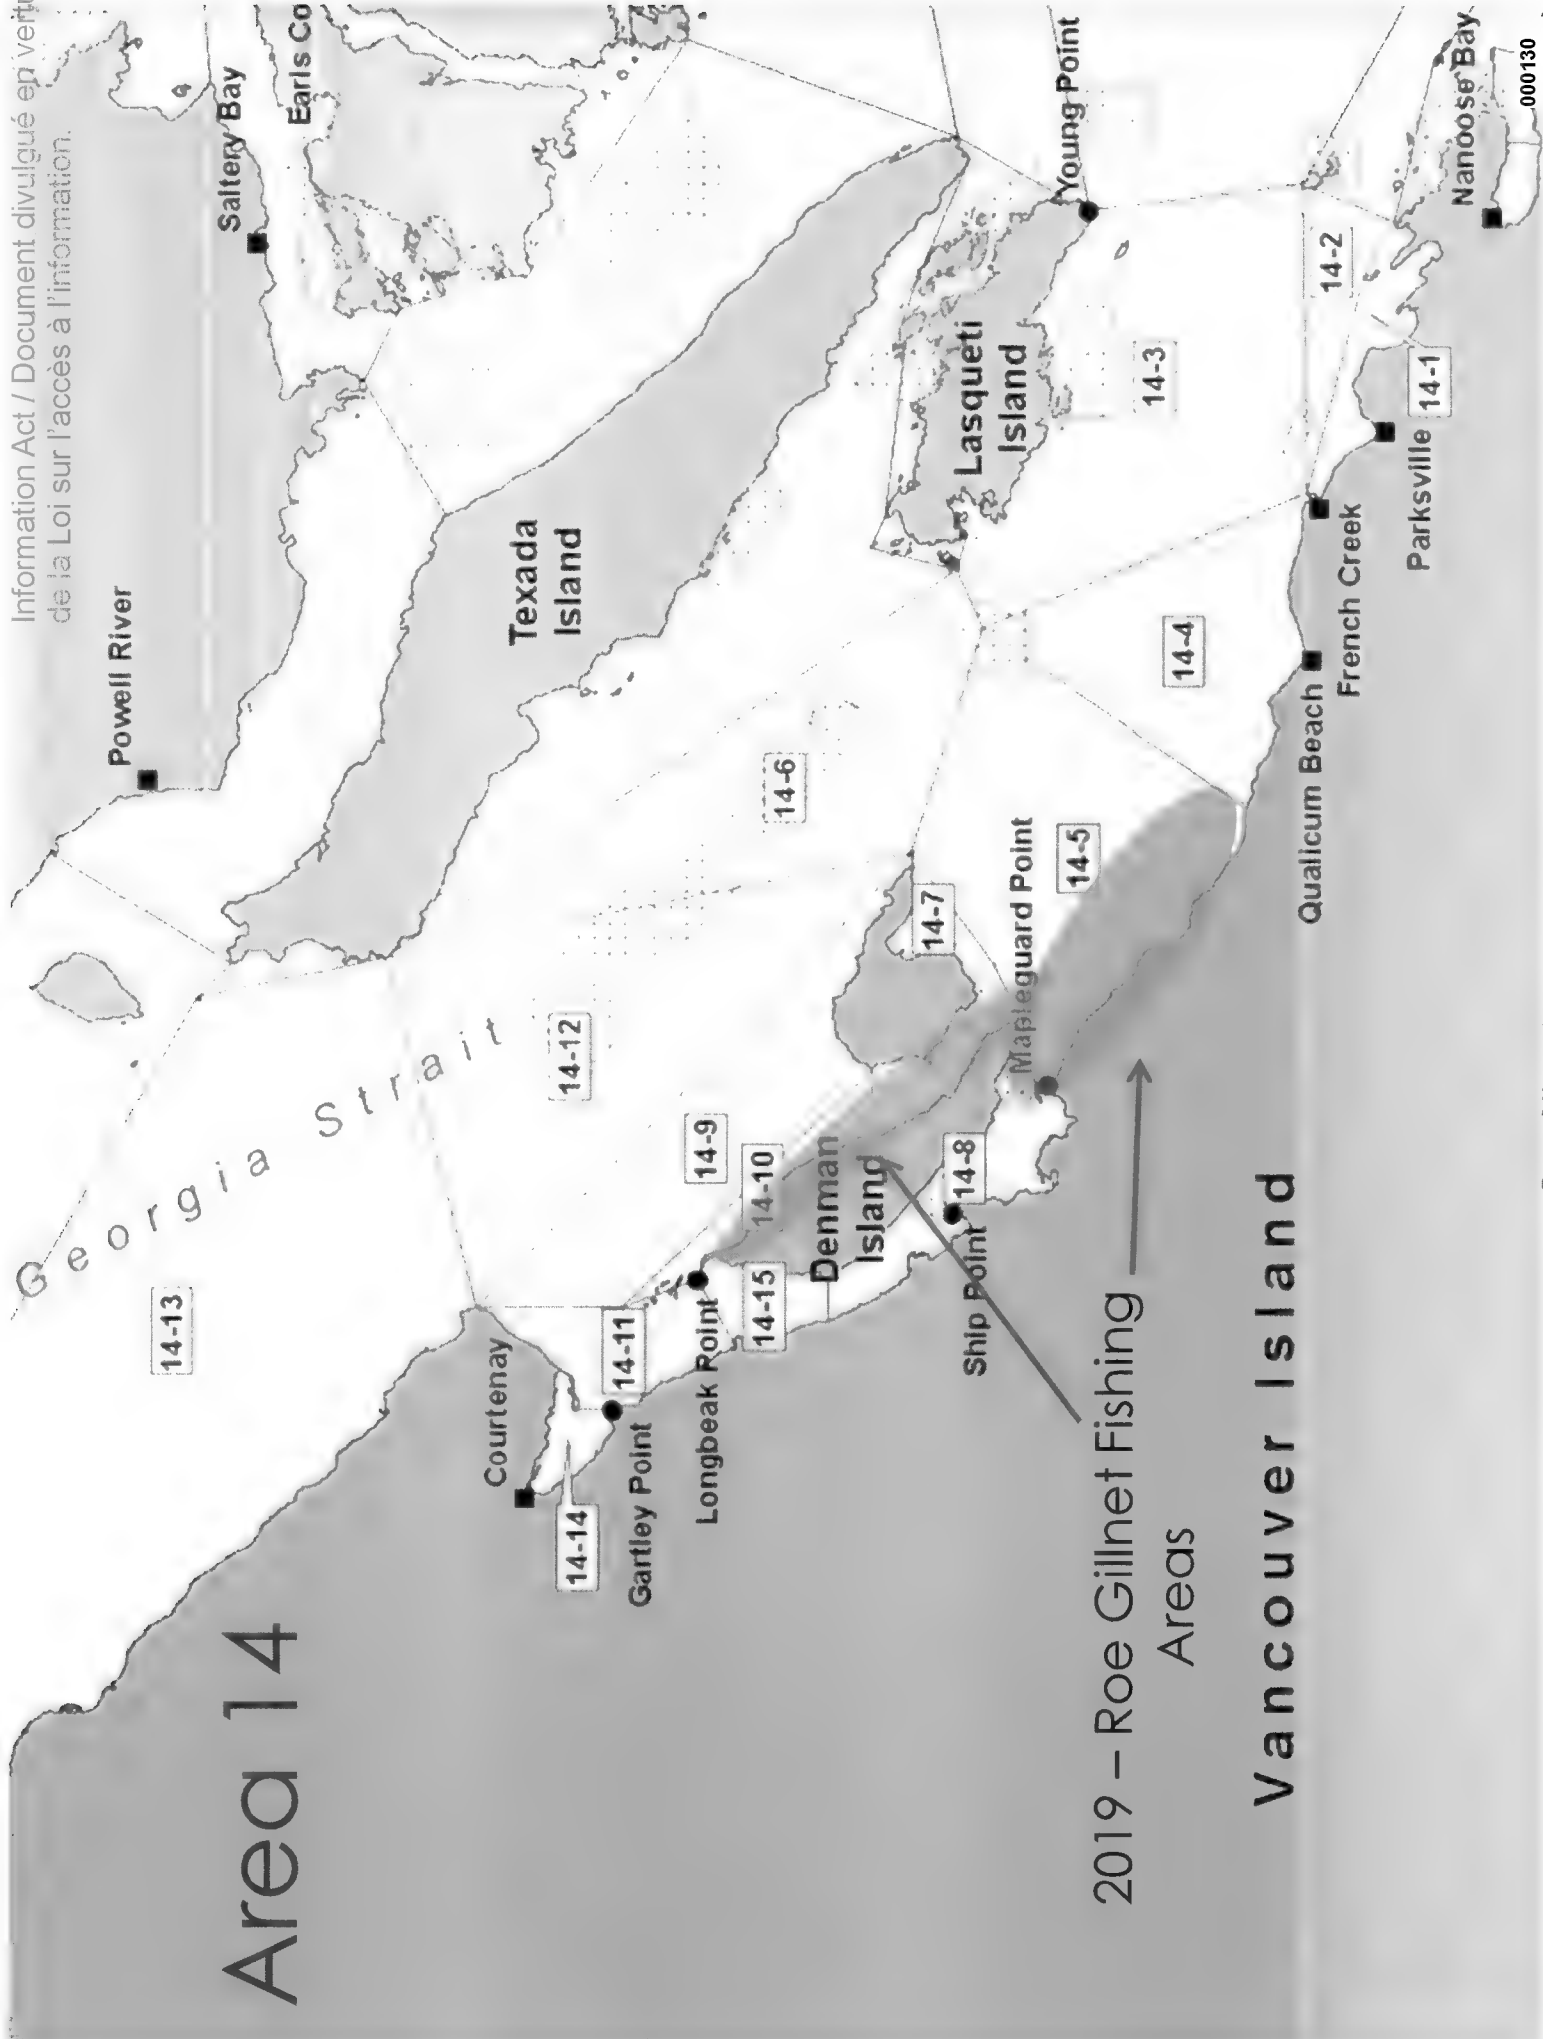 Information Act / Document divulgué en vertu
de la Loi sur l'accès à l'information.
Area 14
Georgia Strait
Powell River
Saltery Bay
Earls Co
Texada
Island
Lasqueti
Island
Young Point
14-13
14-12
14-6
14-9
14-10
14-7
14-5
14-4
14-3
14-2
14-1
Courtenay
14-14
14-11
Gartley Point
Longbeak Point
14-15
Denman
Island
14-8
Ship Point
Mapleguard Point
Qualicum Beach
French Creek
Parksville
Nanoose Bay
2019 – Roe Gillnet Fishing
Areas
Vancouver Island
000130